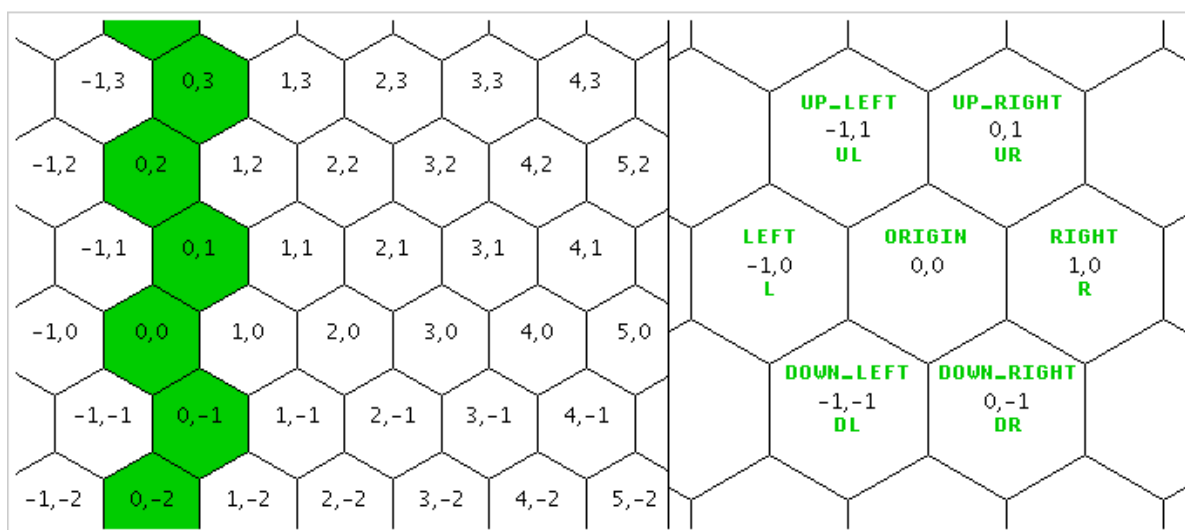 -1,3 0,3 1,3 2,3 3,3 4,3
-1,2 0,2 1,2 2,2 3,2 4,2 5,2
-1,1 0,1 1,1 2,1 3,1 4,1
-1,0 0,0 1,0 2,0 3,0 4,0 5,0
-1,-1 0,-1 1,-1 2,-1 3,-1 4,-1
-1,-2 0,-2 1,-2 2,-2 3,-2 4,-2 5,-2
UP_LEFT UP_RIGHT
-1,1 0,1
UL UR
LEFT ORIGIN RIGHT
-1,0 0,0 1,0
L R
DOWN_LEFT DOWN_RIGHT
-1,-1 0,-1
DL DR